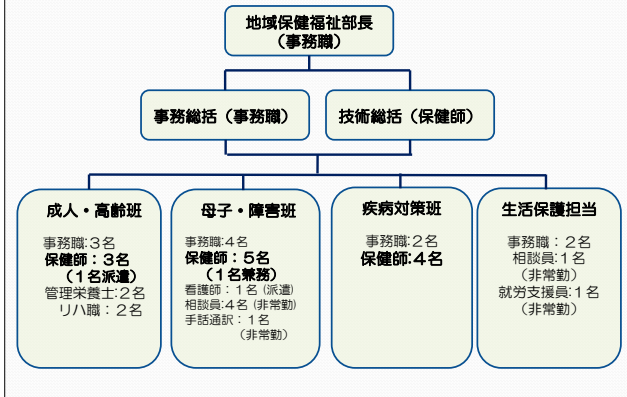 地域保健福祉部長
（事務職）
事務総括（事務職）
技術総括（保健師）
成人・高齢班
事務職:3名
保健師：3名
（1名派遣）
管理栄養士:2名
リハ職：2名
母子・障害班
事務職:4名
保健師：5名
（1名兼務）
看護師：1名 (派遣)
相談員:4名 (非常勤)
手話通訳：1名
（非常勤）
疾病対策班
事務職:2名
保健師:4名
生活保護担当
事務職：2名
相談員:1名
（非常勤）
就労支援員:1名
（非常勤）